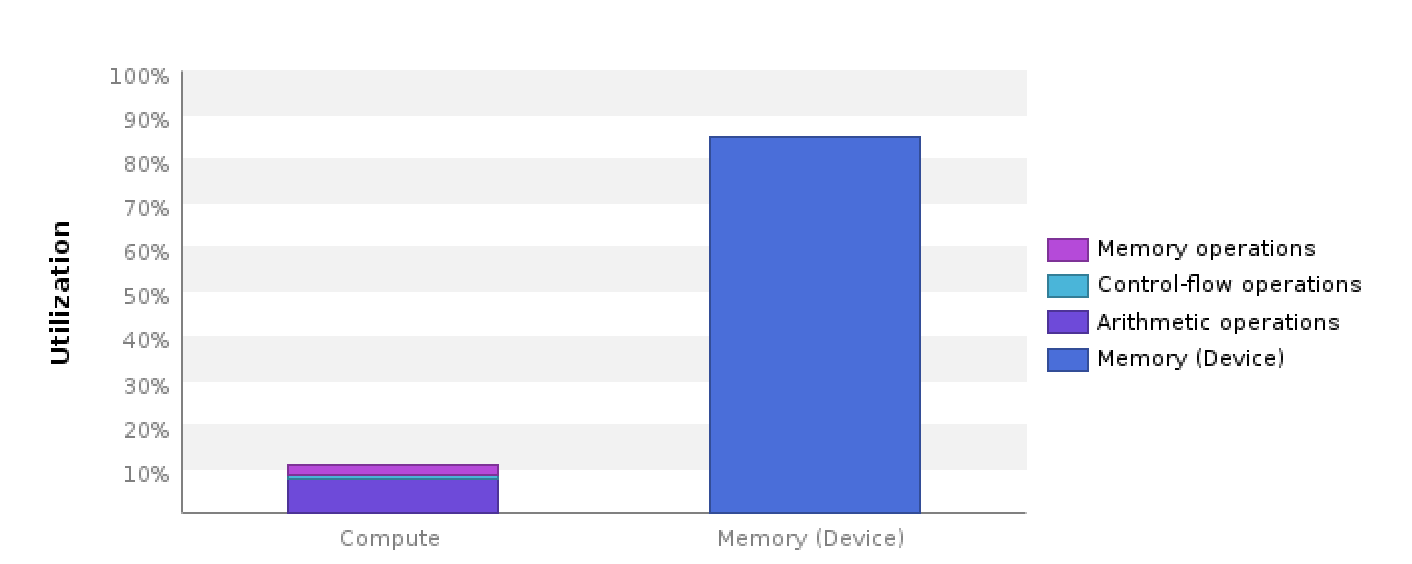 100%
90%
80%
70%
60%
50%
40%
30%
20%
10%
Utilization
Compute
Memory (Device)
Memory operations
Control-flow operations
Arithmetic operations
Memory (Device)